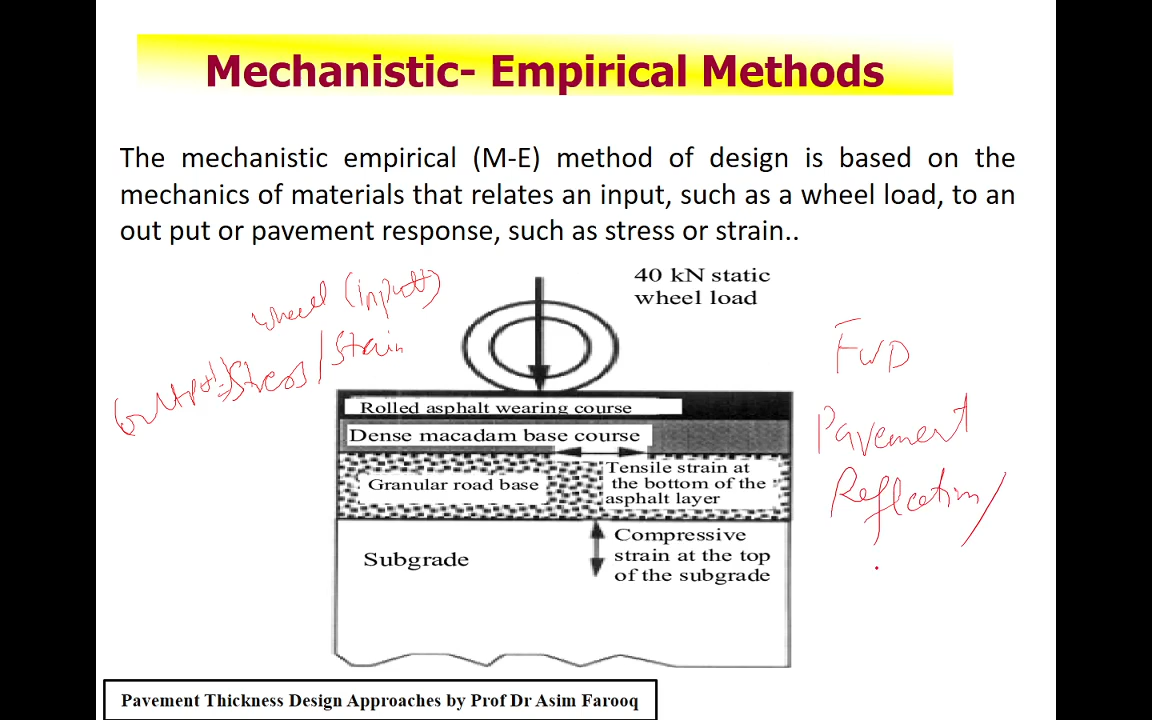 Mechanistic- Empirical Methods
The mechanistic empirical (M-E) method of design is based on the
mechanics of materials that relates an input, such as a wheel load, to an
out put or pavement response, such as stress or strain..
40 kN static
wheel load
wheel (input)
output:- Stress/Strain
Rolled asphalt wearing course
Dense macadam base course
Granular road base
Tensile strain at
the bottom of the
asphalt layer
Subgrade
Compressive
strain at the top
of the subgrade
FWD
Pavement
Reflection/
Pavement Thickness Design Approaches by Prof Dr Asim Farooq